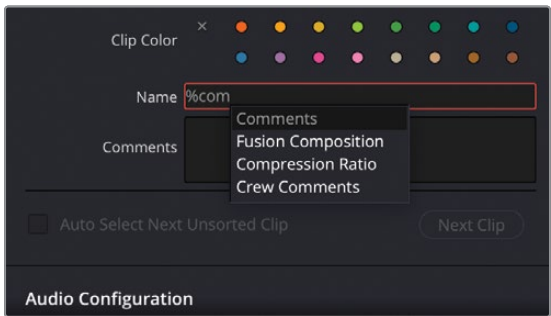 Clip Color
×
Name %com
Comments
Fusion Composition
Compression Ratio
Crew Comments
Comments
Auto Select Next Unsorted Clip
Next Clip
Audio Configuration